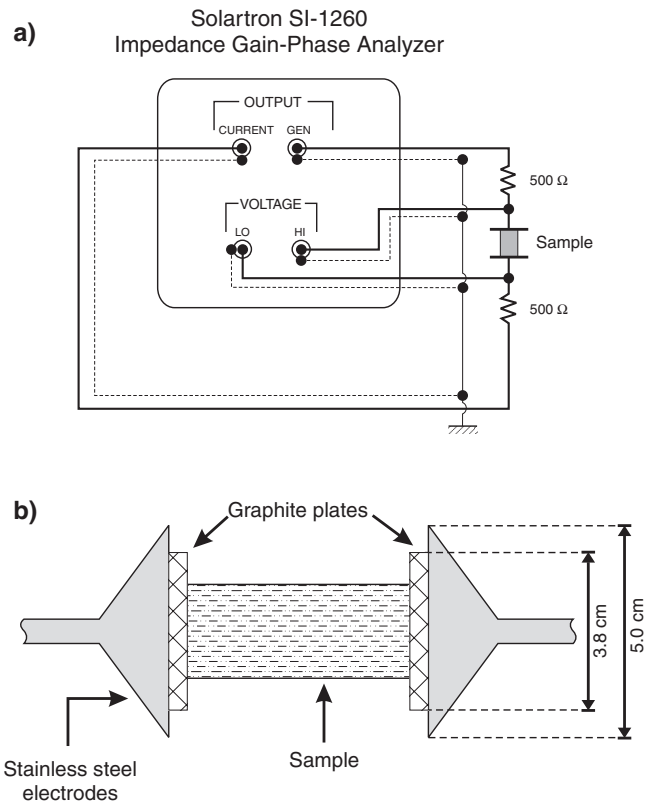 a)
Solartron SI-1260
Impedance Gain-Phase Analyzer
OUTPUT
CURRENT GEN
500 Ω
VOLTAGE
LO HI
Sample
500 Ω
b)
Graphite plates
3.8 cm
5.0 cm
Sample
Stainless steel
electrodes